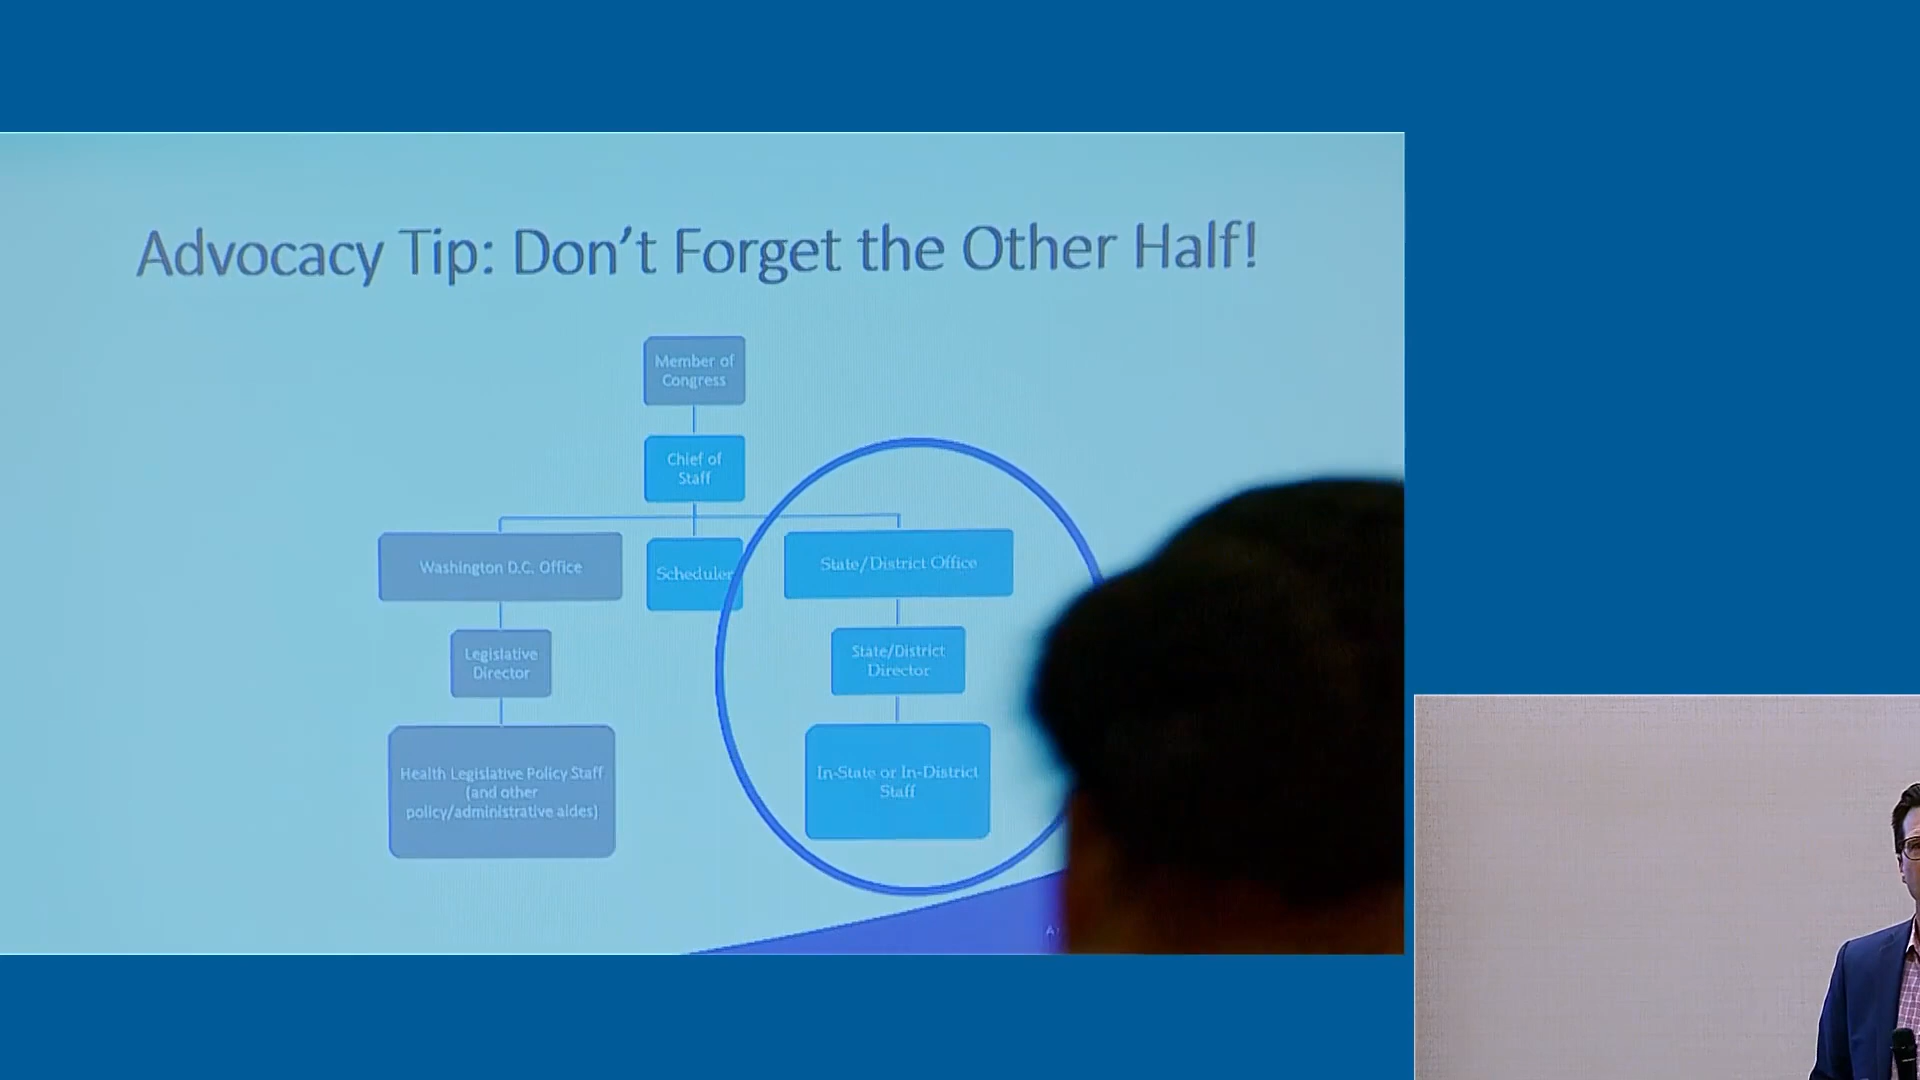 Advocacy Tip: Don't Forget the Other Half!
Member of
Congress
Chief of
Staff
Washington D.C. Office
Scheduler
State/District Office
Legislative
Director
State/District
Director
Health Legislative Policy Staff
(and other
policy/administrative aides)
In-State or In-District
Staff